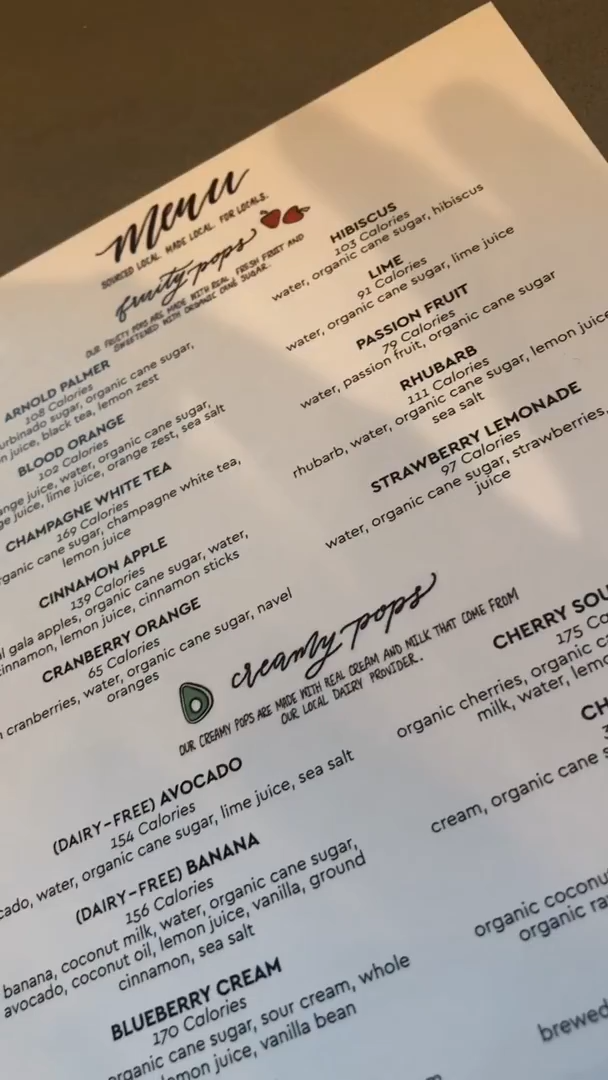 Menu
SOURCED LOCAL. MADE LOCAL. FOR LOCALS.
fruity pops
OUR FRUITY POPS ARE MADE WITH REAL, FRESH FRUIT AND
SWEETENED WITH ORGANIC CANE SUGAR.
ARNOLD PALMER
108 Calories
turbinado sugar, organic cane sugar,
juice, black tea, lemon zest
BLOOD ORANGE
102 Calories
juice, water, organic cane sugar,
juice, lime juice, orange zest, sea salt
CHAMPAGNE WHITE TEA
169 Calories
organic cane sugar, champagne white tea,
lemon juice
CINNAMON APPLE
139 Calories
gala apples, organic cane sugar, water,
cinnamon, lemon juice, cinnamon sticks
CRANBERRY ORANGE
65 Calories
cranberries, water, organic cane sugar, navel
oranges
HIBISCUS
103 Calories
water, organic cane sugar, hibiscus
LIME
91 Calories
water, organic cane sugar, lime juice
PASSION FRUIT
79 Calories
water, passion fruit, organic cane sugar
RHUBARB
111 Calories
rhubarb, water, organic cane sugar, lemon juice
sea salt
STRAWBERRY LEMONADE
97 Calories
water, organic cane sugar, strawberries,
juice
creamy pops
OUR CREAMY POPS ARE MADE WITH REAL CREAM AND MILK THAT COME FROM
OUR LOCAL DAIRY PROVIDER.
(DAIRY-FREE) AVOCADO
154 Calories
water, organic cane sugar, lime juice, sea salt
(DAIRY-FREE) BANANA
156 Calories
banana, coconut milk, water, organic cane sugar,
avocado, coconut oil, lemon juice, vanilla, ground
cinnamon, sea salt
BLUEBERRY CREAM
170 Calories
organic cane sugar, sour cream, whole
lemon juice, vanilla bean
CHERRY SOU
175 Ca
organic cherries, organic c
milk, water, lemo
CH
cream, organic cane s
organic coconu
organic ra
brewed